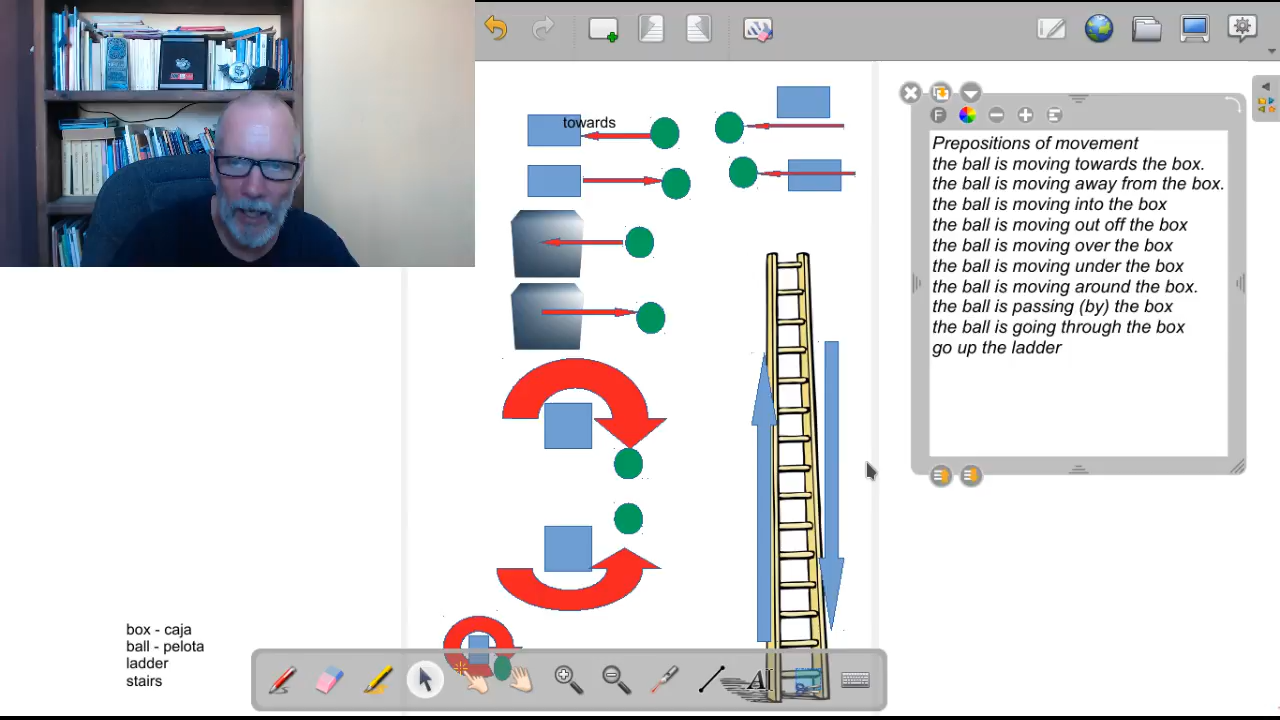 towards
Prepositions of movement
the ball is moving towards the box.
the ball is moving away from the box.
the ball is moving into the box
the ball is moving out off the box
the ball is moving over the box
the ball is moving under the box
the ball is moving around the box.
the ball is passing (by) the box
the ball is going through the box
go up the ladder
box - caja
ball - pelota
ladder
stairs